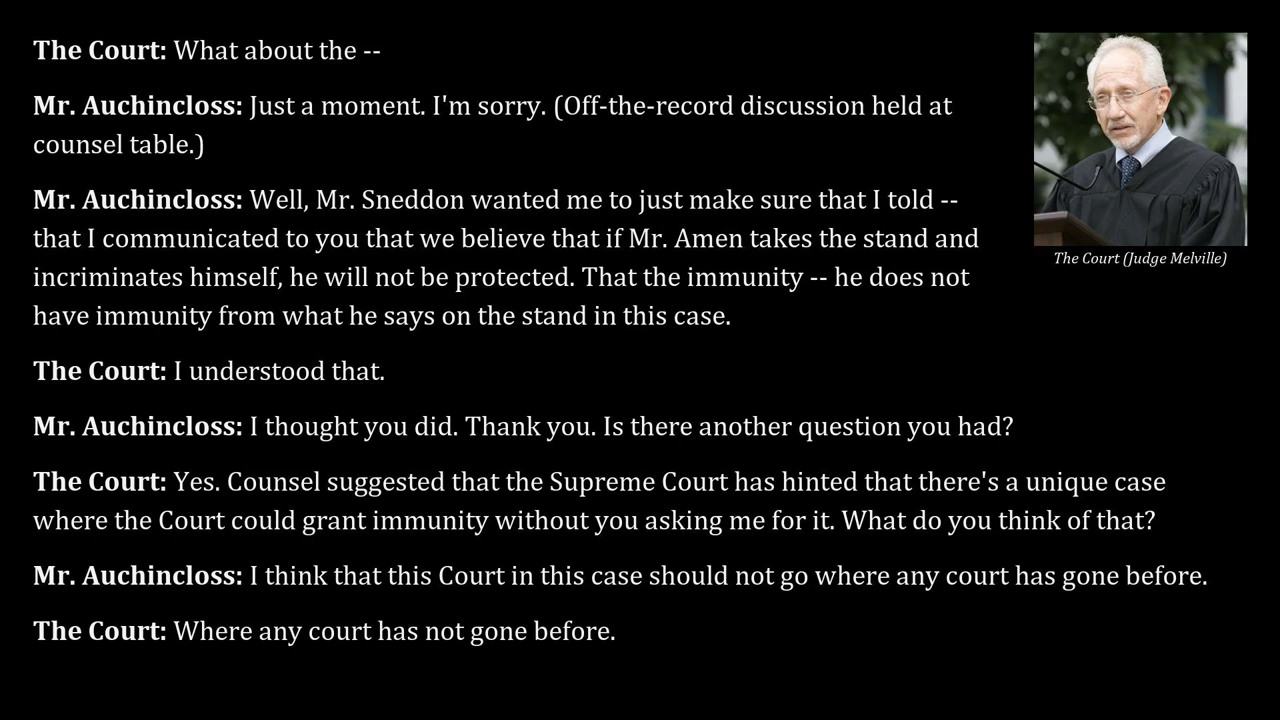 The Court: What about the --
Mr. Auchincloss: Just a moment. I'm sorry. (Off-the-record discussion held at
counsel table.)
Mr. Auchincloss: Well, Mr. Sneddon wanted me to just make sure that I told --
that I communicated to you that we believe that if Mr. Amen takes the stand and
incriminates himself, he will not be protected. That the immunity -- he does not
have immunity from what he says on the stand in this case.
The Court (Judge Melville)
The Court: I understood that.
Mr. Auchincloss: I thought you did. Thank you. Is there another question you had?
The Court: Yes. Counsel suggested that the Supreme Court has hinted that there's a unique case
where the Court could grant immunity without you asking me for it. What do you think of that?
Mr. Auchincloss: I think that this Court in this case should not go where any court has gone before.
The Court: Where any court has not gone before.